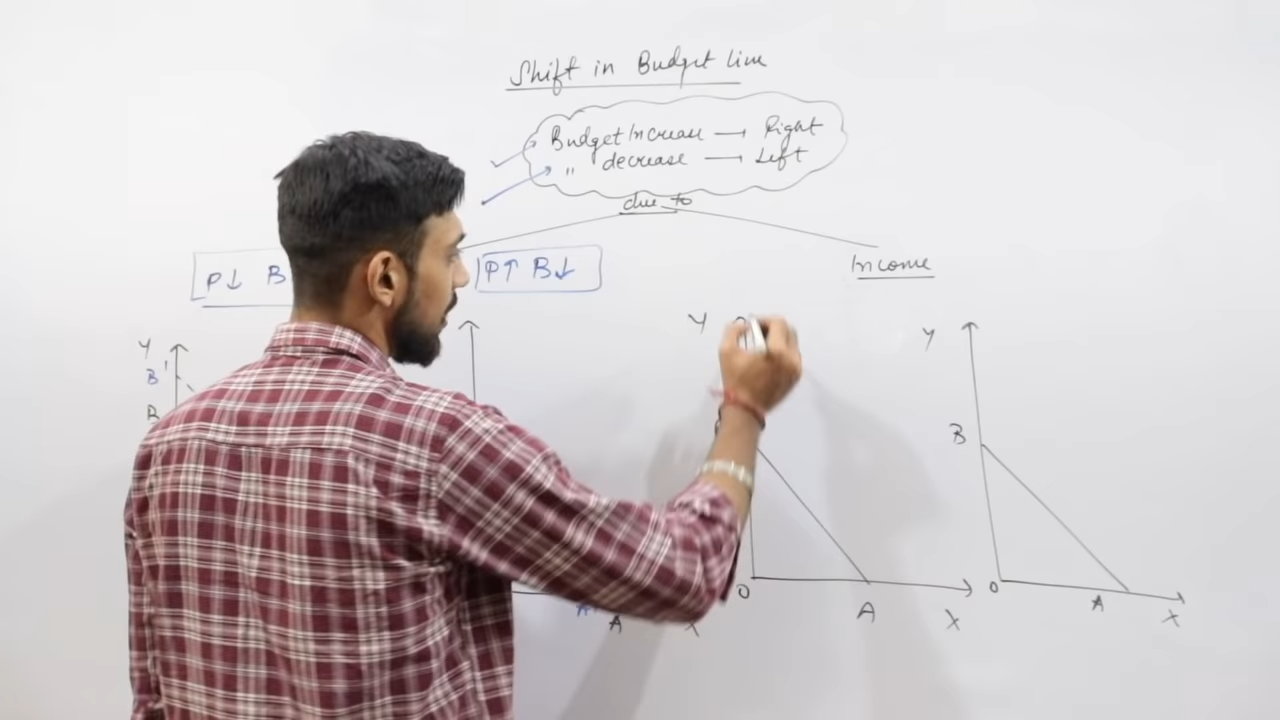 Shift in Budget line
Budget Increase → Right
" decrease → Left
due to
P↓ B
P↑ B↓
Income
Y
B'
B
A'
A
X
Y
O
A
X
Y
B
O
A
X